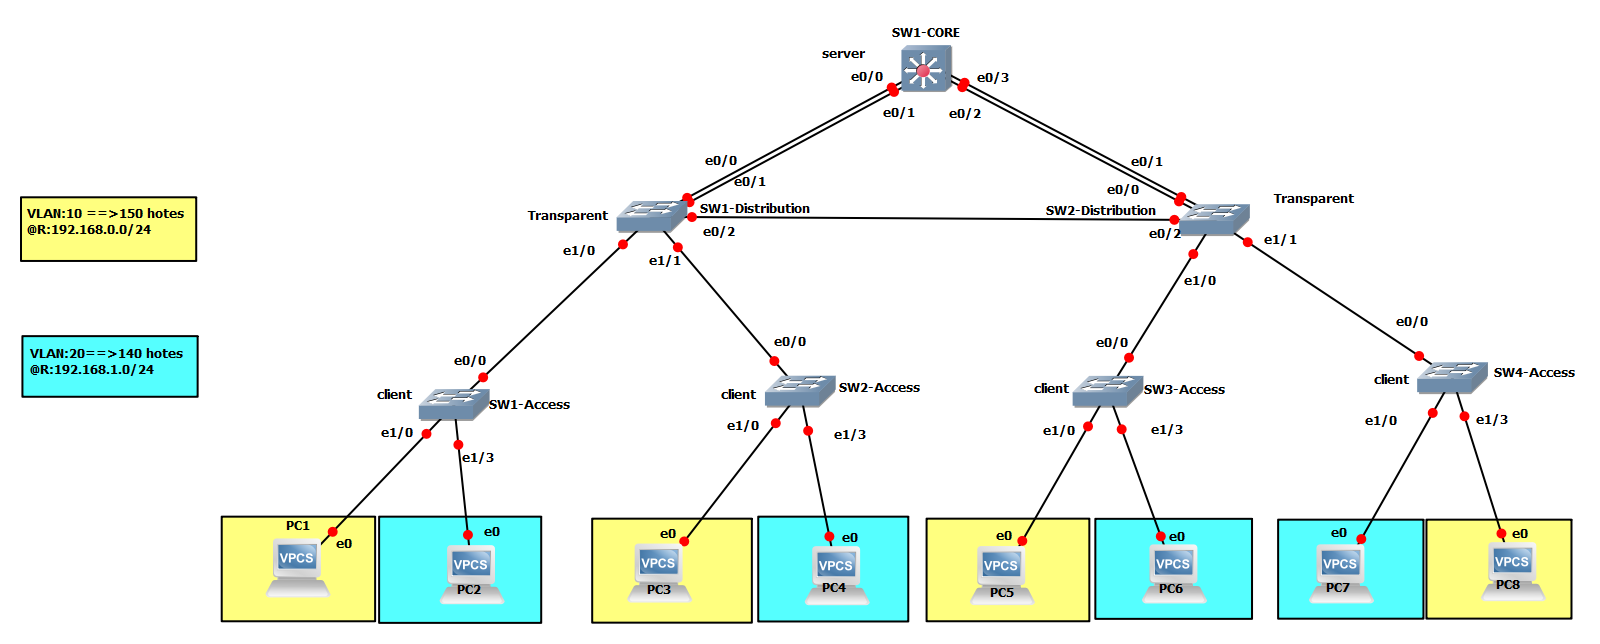 SW1-CORE
server
e0/0
e0/3
e0/1
e0/2
e0/0
e0/1
e0/1
e0/0
Transparent
SW1-Distribution
SW2-Distribution
Transparent
e0/2
e0/2
VLAN:10 ==>150 hotes
@R:192.168.0.0/24
e1/0
e1/1
e1/0
e1/1
VLAN:20==>140 hotes
@R:192.168.1.0/24
e0/0
e0/0
e0/0
e0/0
client
SW1-Access
client
SW2-Access
client
SW3-Access
client
SW4-Access
e1/0
e1/3
e1/0
e1/3
e1/0
e1/3
e1/0
e1/3
PC1
e0
VPCS
e0
VPCS
PC2
e0
VPCS
PC3
e0
VPCS
PC4
e0
VPCS
PC5
e0
VPCS
PC6
e0
VPCS
PC7
e0
VPCS
PC8